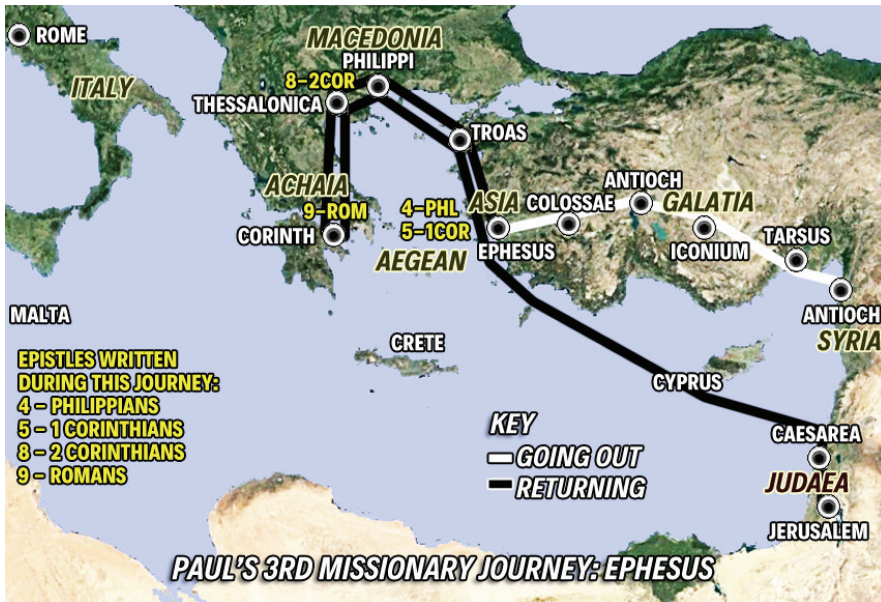 ROME
ITALY
MACEDONIA
PHILIPPI
8-2COR
THESSALONICA
TROAS
ACHAIA
9-ROM
CORINTH
4-PHL
5-1COR
ASIA
EPHESUS
COLOSSAE
ANTIOCH
GALATIA
ICONIUM
TARSUS
AEGEAN
ANTIOCH
SYRIA
MALTA
CRETE
CYPRUS
EPISTLES WRITTEN
DURING THIS JOURNEY:
4 - PHILIPPIANS
5 - 1 CORINTHIANS
8 - 2 CORINTHIANS
9 - ROMANS
KEY
GOING OUT
RETURNING
CAESAREA
JUDAEA
JERUSALEM
PAUL'S 3RD MISSIONARY JOURNEY: EPHESUS